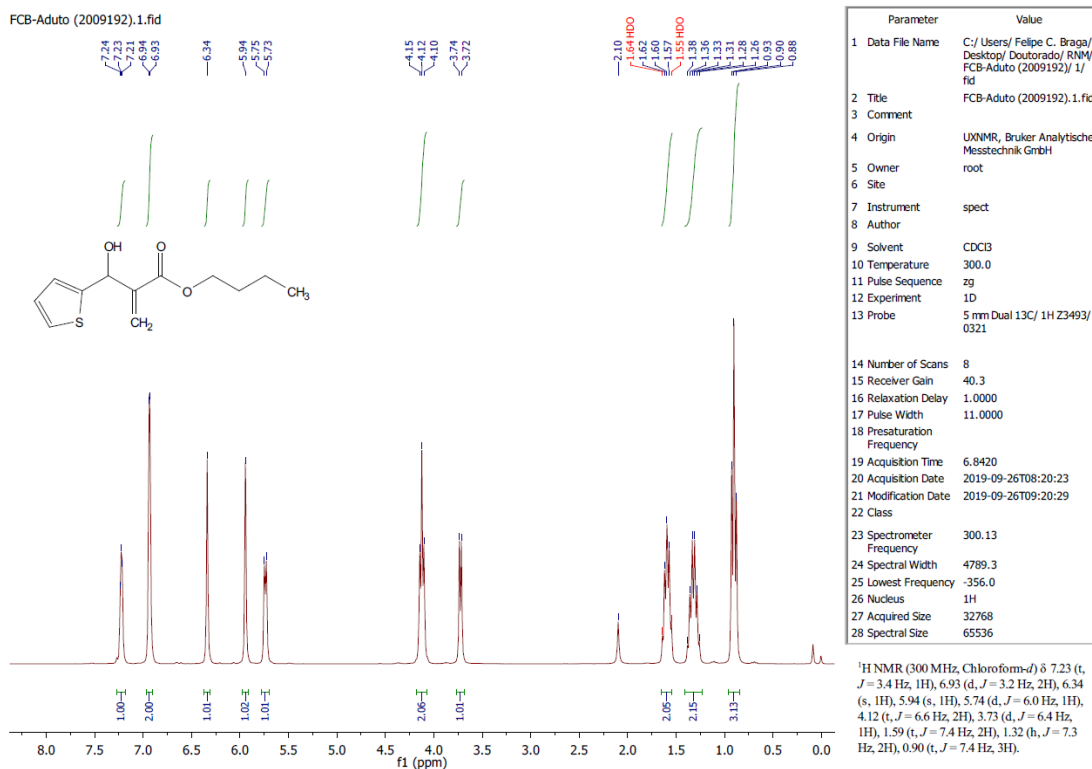 FCB-Aduto (2009192).1.fid
7.24
7.23
7.21
6.94
6.93
6.34
5.94
5.75
5.73
4.15
4.12
4.10
3.74
3.72
2.10
1.64 HDO
1.62
1.60
1.57
1.55 HDO
1.38
1.36
1.33
1.31
1.28
1.26
0.93
0.90
0.88
OH
O
O
CH3
S
CH2
1.00
2.00
1.01
1.02
1.01
2.06
1.01
2.05
2.15
3.13
8.0 7.5 7.0 6.5 6.0 5.5 5.0 4.5 4.0 3.5 3.0 2.5 2.0 1.5 1.0 0.5 0.0
f1 (ppm)
Parameter Value
1 Data File Name C:/ Users/ Felipe C. Braga/
Desktop/ Doutorado/ RNM/
FCB-Aduto (2009192)/ 1/
fid
2 Title FCB-Aduto (2009192).1.fid
3 Comment
4 Origin UXNMR, Bruker Analytische
Messtechnik GmbH
5 Owner root
6 Site
7 Instrument spect
8 Author
9 Solvent CDCl3
10 Temperature 300.0
11 Pulse Sequence zg
12 Experiment 1D
13 Probe 5 mm Dual 13C/ 1H Z3493/
0321
14 Number of Scans 8
15 Receiver Gain 40.3
16 Relaxation Delay 1.0000
17 Pulse Width 11.0000
18 Presaturation
Frequency
19 Acquisition Time 6.8420
20 Acquisition Date 2019-09-26T08:20:23
21 Modification Date 2019-09-26T09:20:29
22 Class
23 Spectrometer 300.13
Frequency
24 Spectral Width 4789.3
25 Lowest Frequency -356.0
26 Nucleus 1H
27 Acquired Size 32768
28 Spectral Size 65536
¹H NMR (300 MHz, Chloroform-d) δ 7.23 (t,
J = 3.4 Hz, 1H), 6.93 (d, J = 3.2 Hz, 2H), 6.34
(s, 1H), 5.94 (s, 1H), 5.74 (d, J = 6.0 Hz, 1H),
4.12 (t, J = 6.6 Hz, 2H), 3.73 (d, J = 6.4 Hz,
1H), 1.59 (t, J = 7.4 Hz, 2H), 1.32 (h, J = 7.3
Hz, 2H), 0.90 (t, J = 7.4 Hz, 3H).